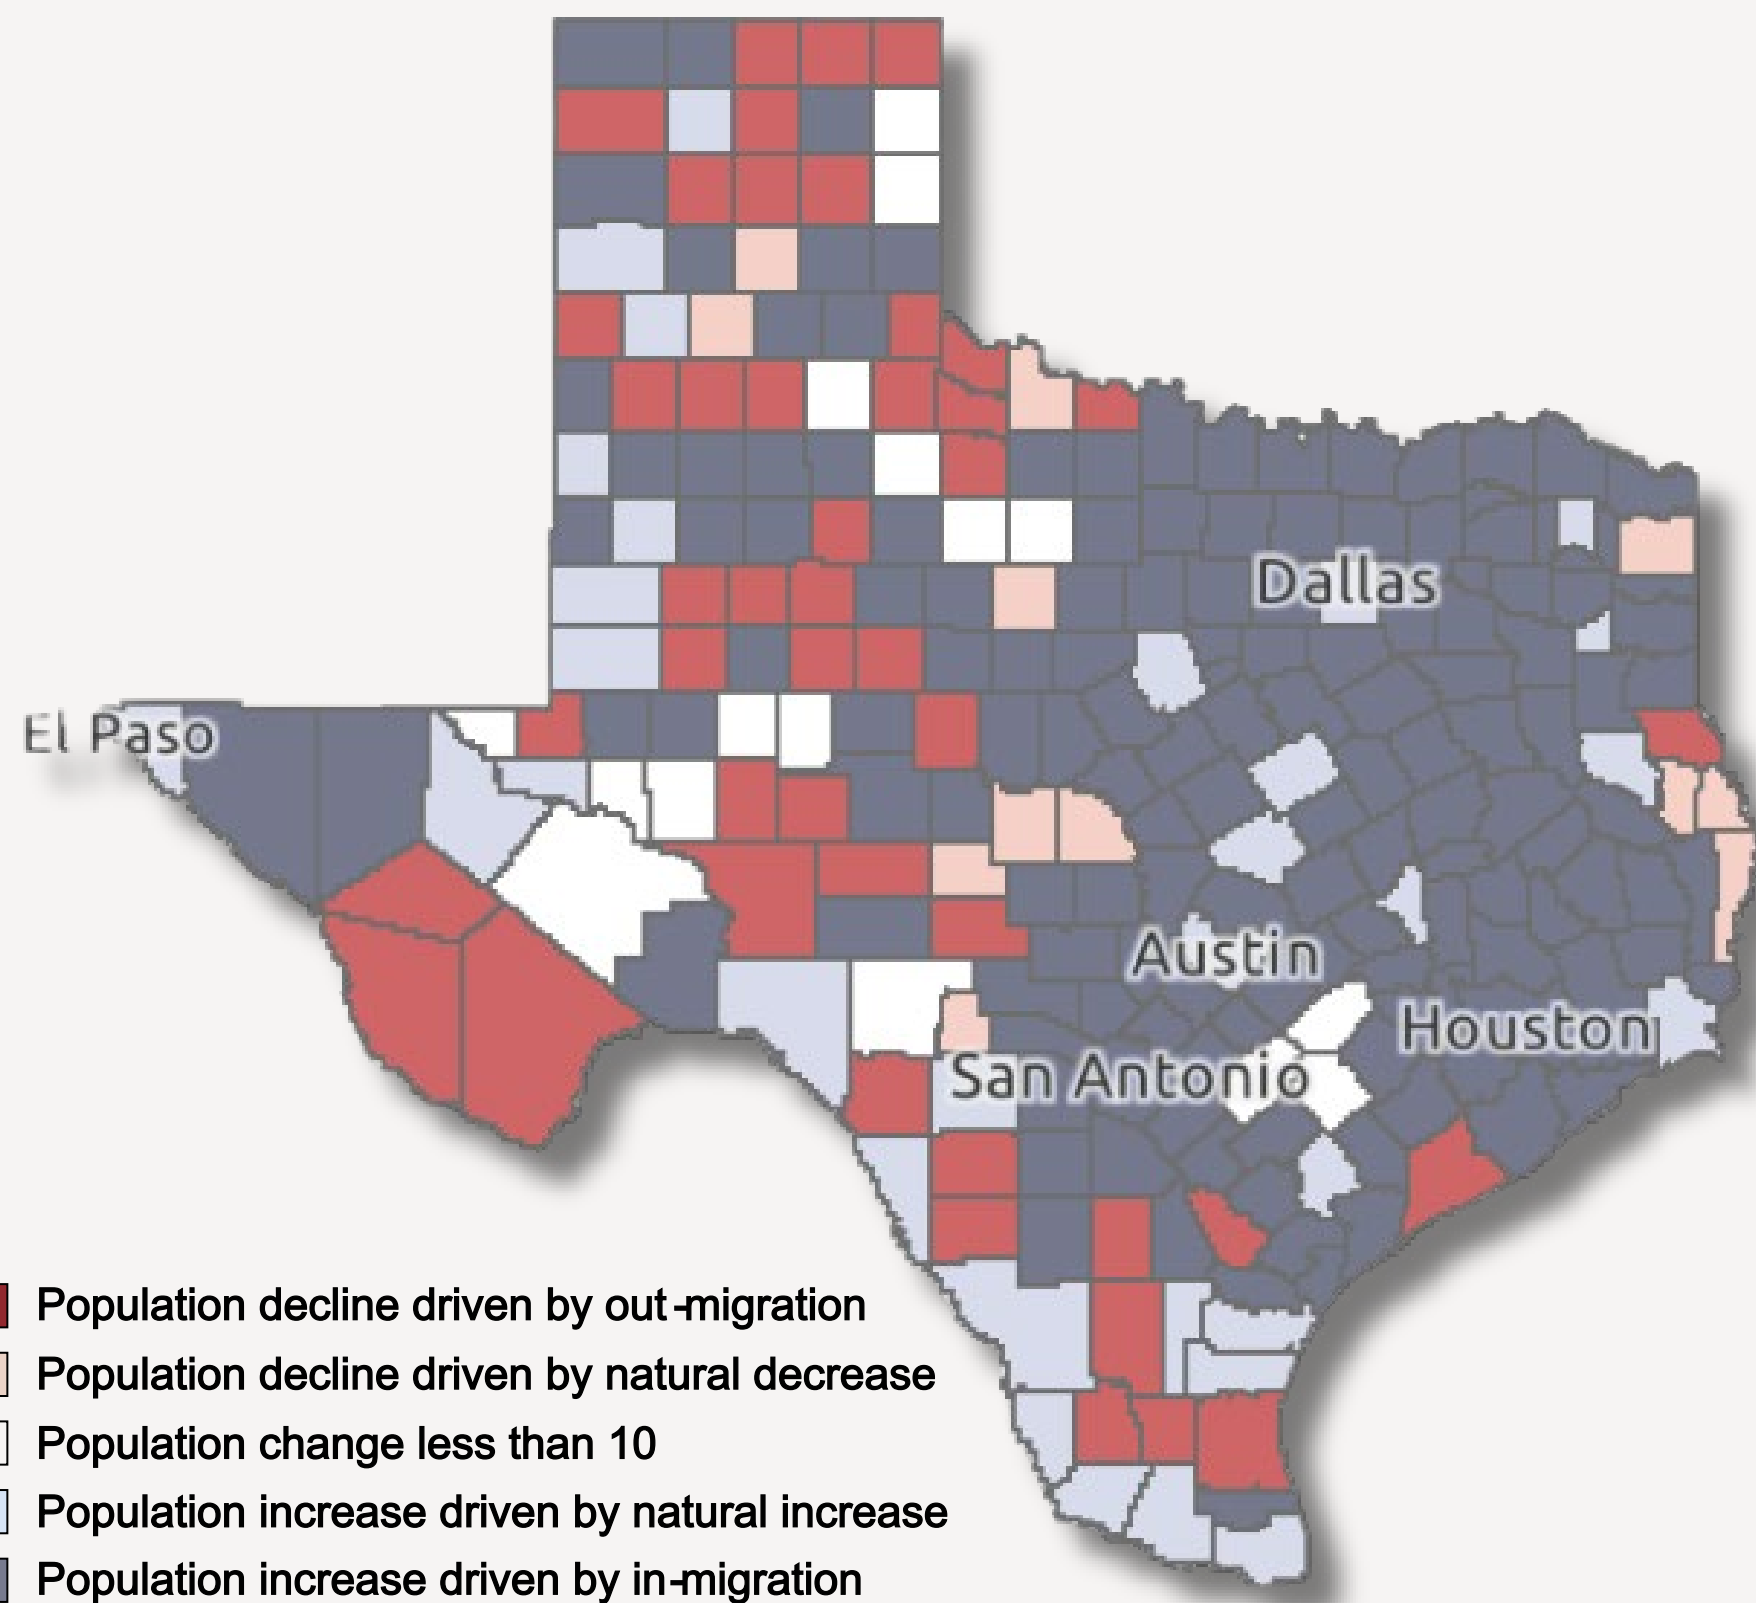 Dallas
El Paso
Austin
Houston
San Antonio
Population decline driven by out-migration
Population decline driven by natural decrease
Population change less than 10
Population increase driven by natural increase
Population increase driven by in-migration